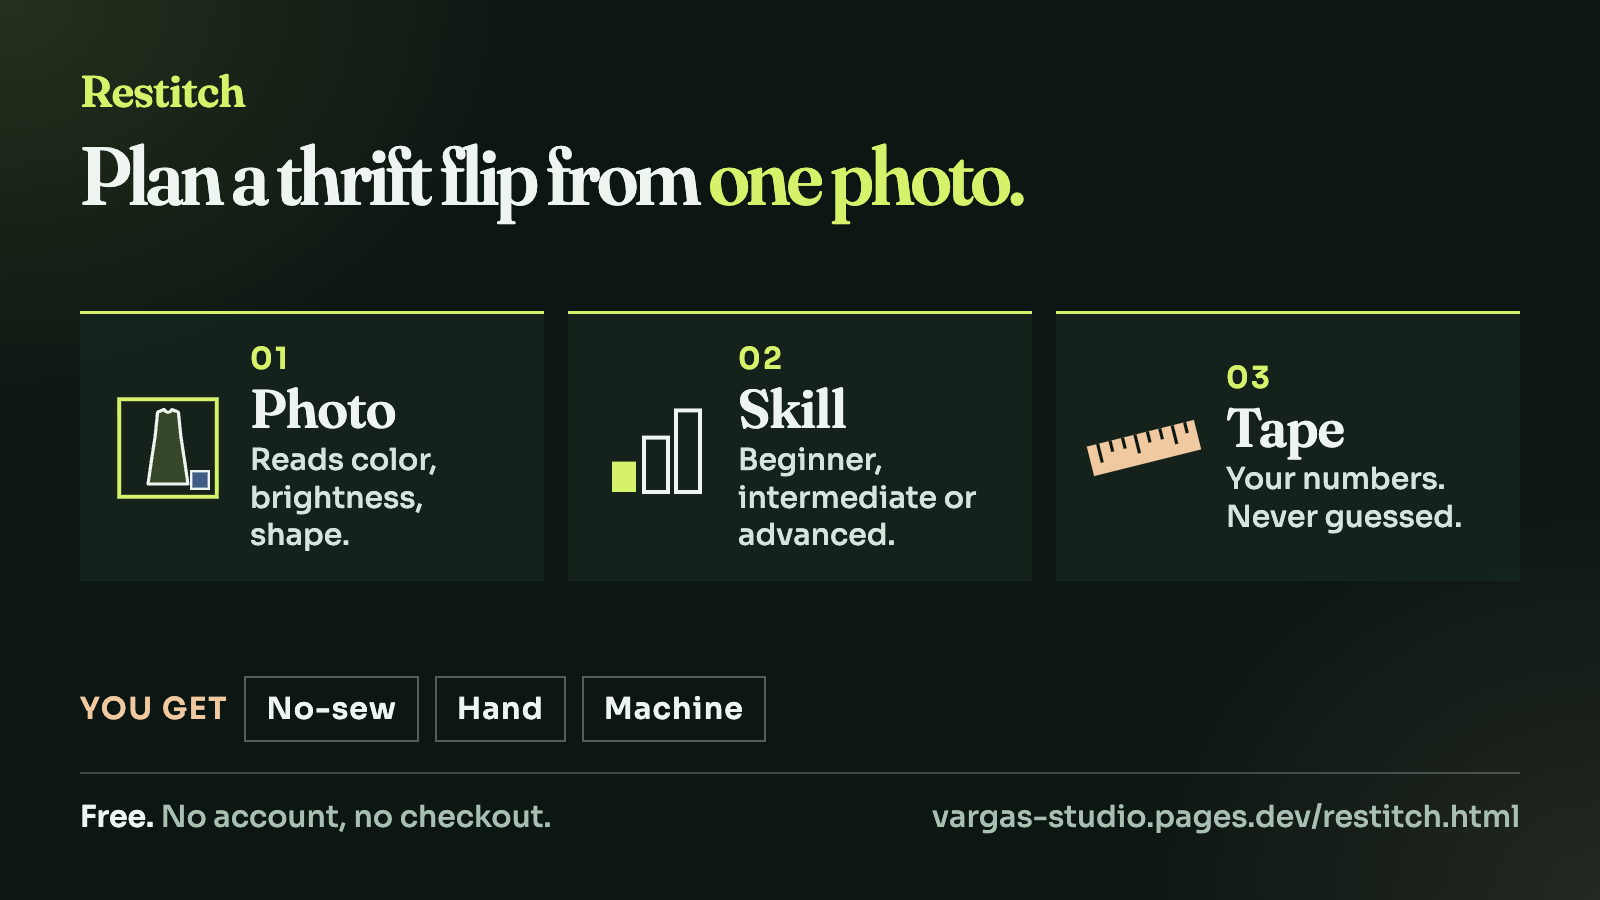 Restitch
Plan a thrift flip from one photo.
01
Photo
Reads color,
brightness,
shape.
02
Skill
Beginner,
intermediate or
advanced.
03
Tape
Your numbers.
Never guessed.
YOU GET No-sew Hand Machine
Free. No account, no checkout.
vargas-studio.pages.dev/restitch.html